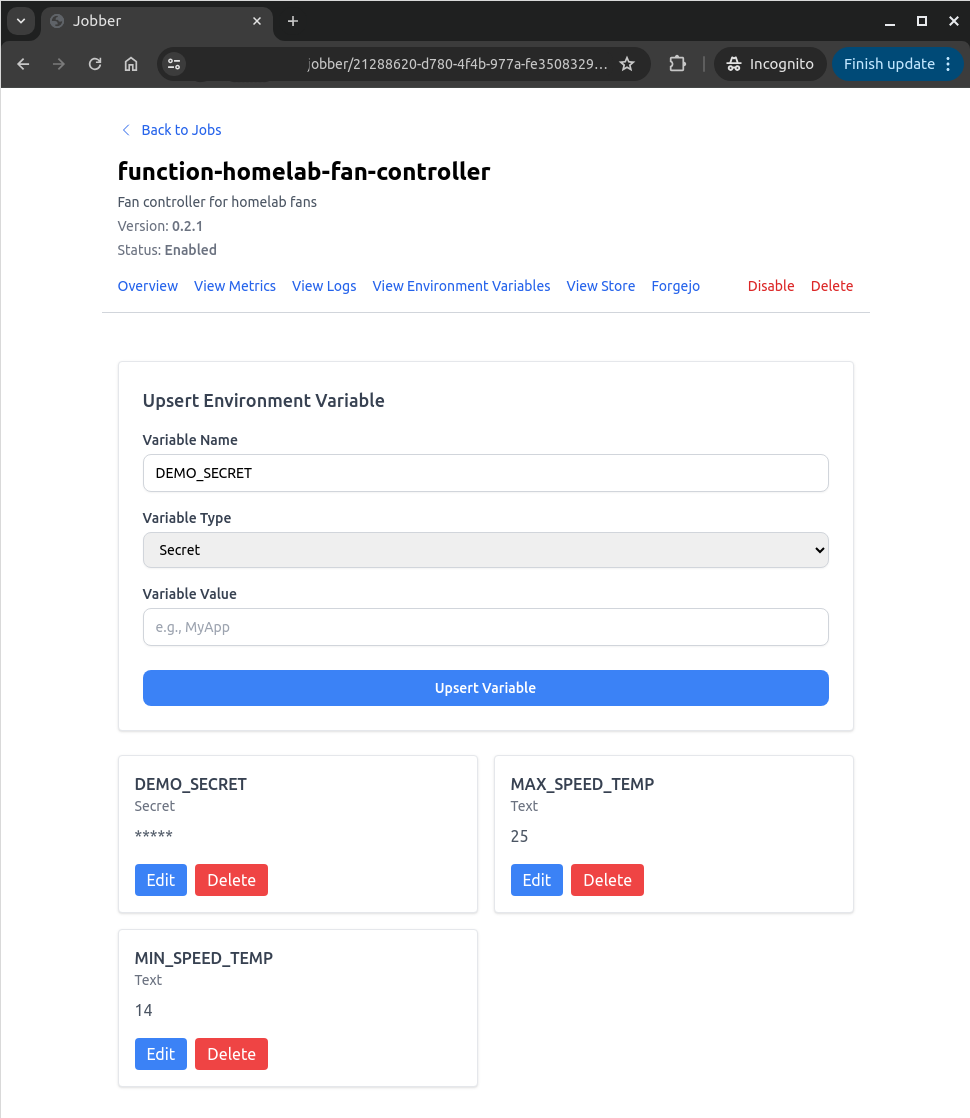 Jobber
jobber/21288620-d780-4f4b-977a-fe3508329...
Incognito
Finish update
Back to Jobs
function-homelab-fan-controller
Fan controller for homelab fans
Version: 0.2.1
Status: Enabled
Overview View Metrics View Logs View Environment Variables View Store Forgejo Disable Delete
Upsert Environment Variable
Variable Name
DEMO_SECRET
Variable Type
Secret
Variable Value
e.g., MyApp
Upsert Variable
DEMO_SECRET
Secret
*****
Edit Delete
MAX_SPEED_TEMP
Text
25
Edit Delete
MIN_SPEED_TEMP
Text
14
Edit Delete